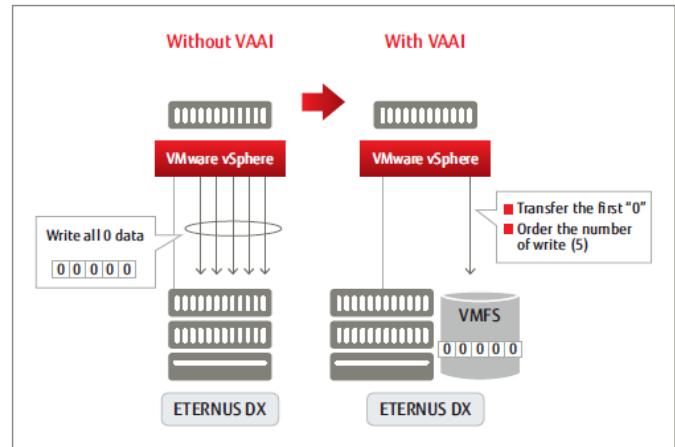 Without VAAI
With VAAI
VMware vSphere
VMware vSphere
Write all 0 data
0 0 0 0 0
■ Transfer the first “0”
■ Order the number
of write (5)
VMFS
0 0 0 0 0
ETERNUS DX
ETERNUS DX